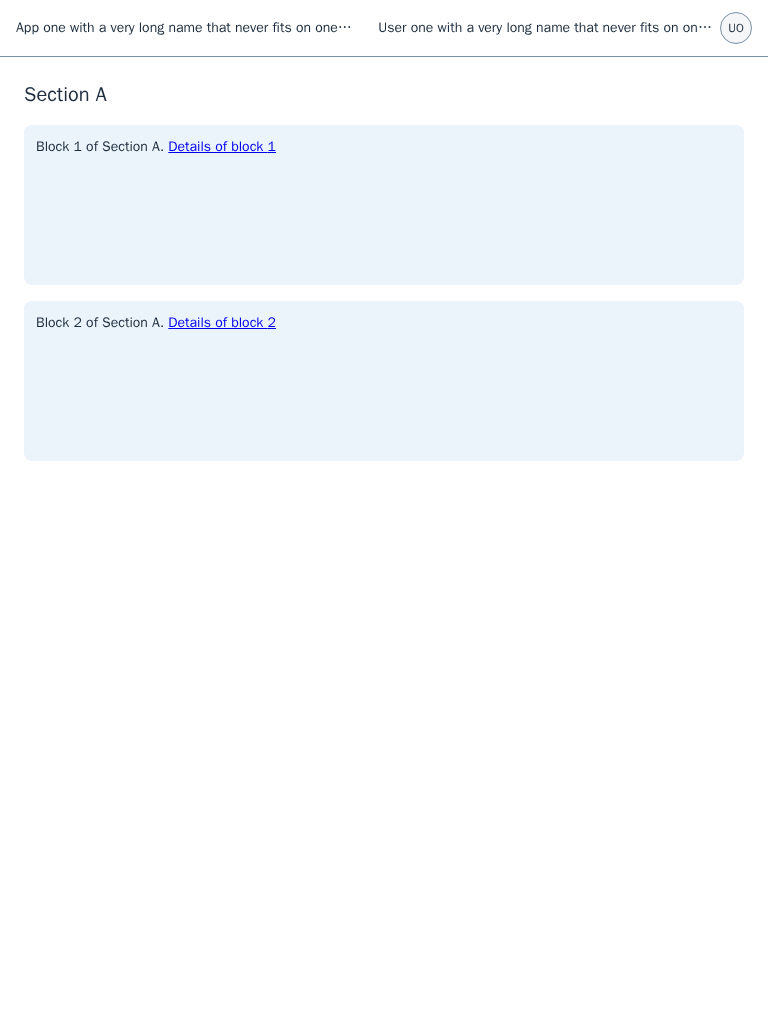 App one with a very long name that never fits on one…
User one with a very long name that never fits on on…
UO
Section A
Block 1 of Section A. Details of block 1
Block 2 of Section A. Details of block 2